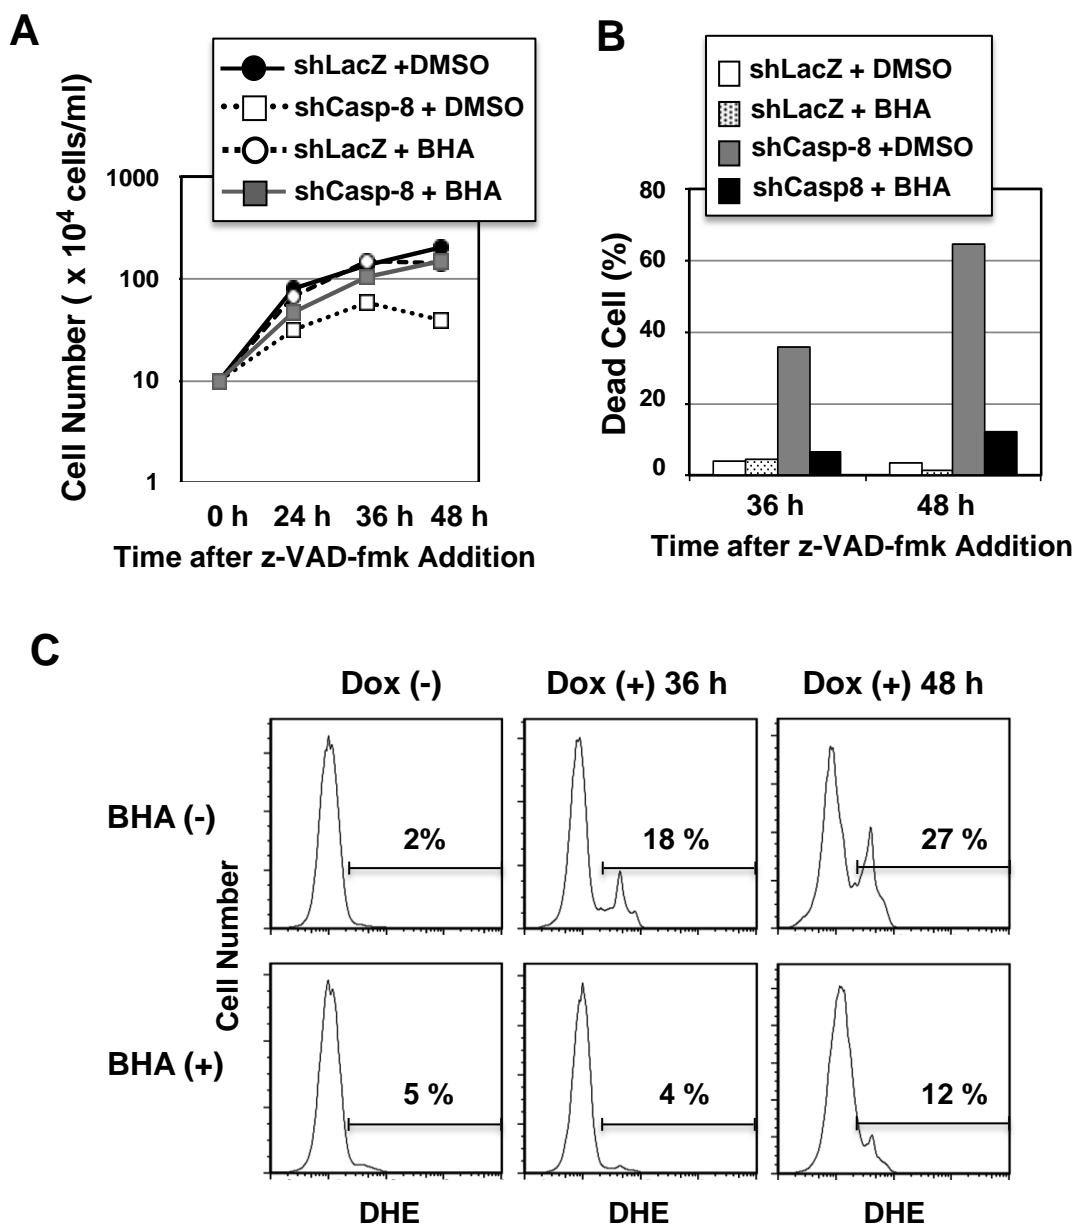 A
shLacZ +DMSO
shCasp-8 + DMSO
shLacZ + BHA
shCasp-8 + BHA
Cell Number ( x 10⁴ cells/ml)
1000
100
10
1
0 h 24 h 36 h 48 h
Time after z-VAD-fmk Addition
B
shLacZ + DMSO
shLacZ + BHA
shCasp-8 +DMSO
shCasp8 + BHA
Dead Cell (%)
80
60
40
20
0
36 h 48 h
Time after z-VAD-fmk Addition
C
Dox (-) Dox (+) 36 h Dox (+) 48 h
BHA (-)
2% 18 % 27 %
Cell Number
BHA (+)
5 % 4 % 12 %
DHE DHE DHE